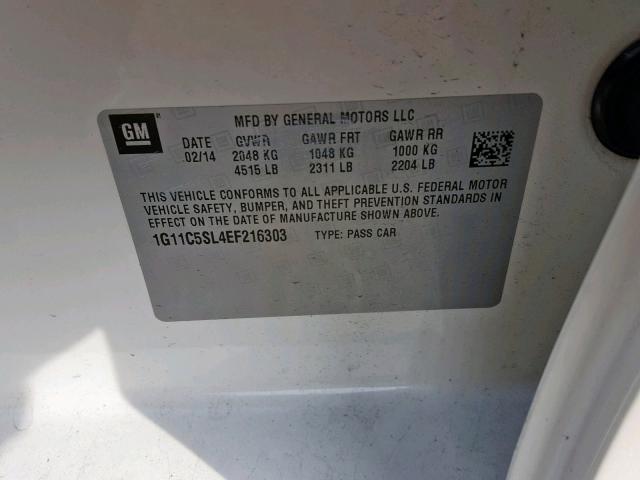 GM
MFD BY GENERAL MOTORS LLC
DATE GVWR GAWR FRT GAWR RR
02/14 2048 KG 1048 KG 1000 KG
4515 LB 2311 LB 2204 LB
THIS VEHICLE CONFORMS TO ALL APPLICABLE U.S. FEDERAL MOTOR
VEHICLE SAFETY, BUMPER, AND THEFT PREVENTION STANDARDS IN
EFFECT ON THE DATE OF MANUFACTURE SHOWN ABOVE.
1G11C5SL4EF216303 TYPE: PASS CAR